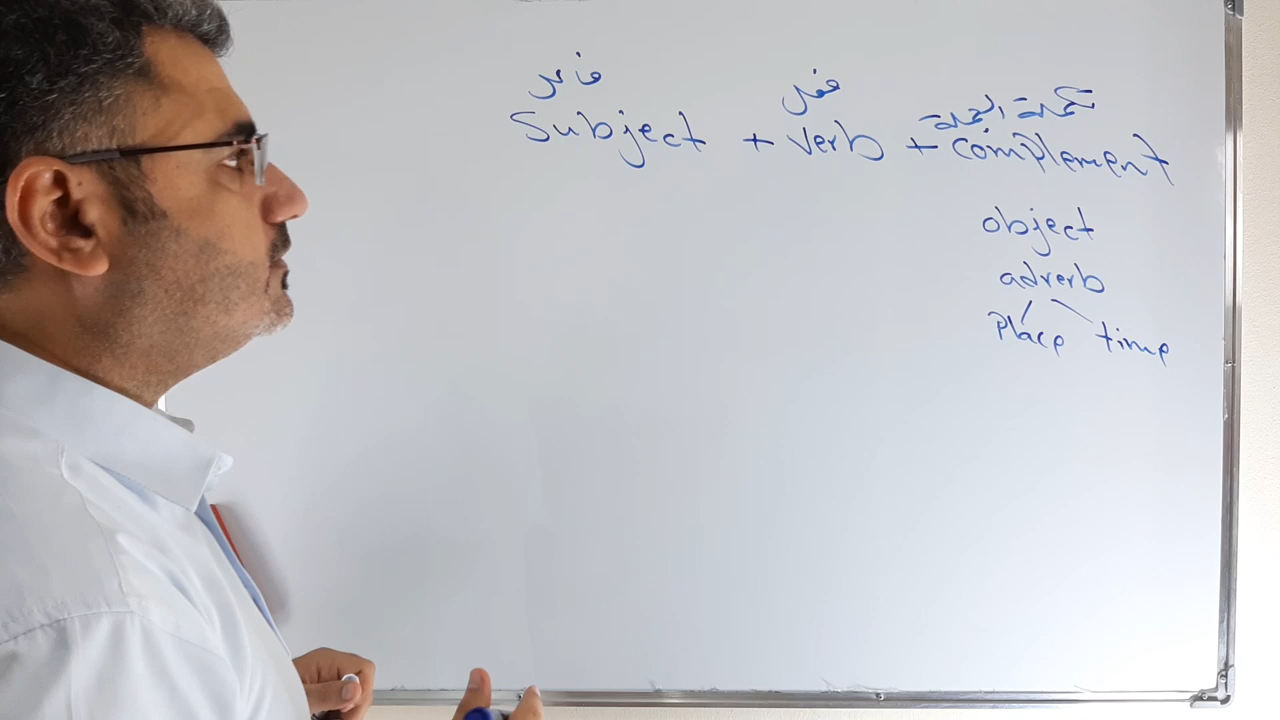 فاعل فعل تكملة الجملة
Subject + Verb + complement
object
adverb
place time